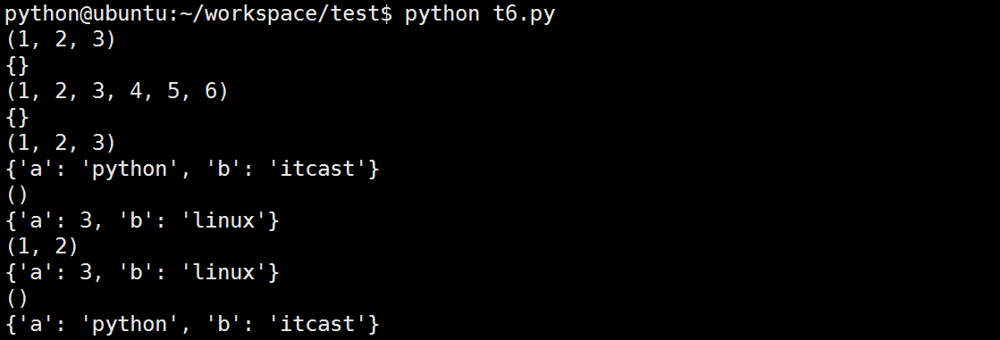 python@ubuntu:~/workspace/test$ python t6.py
(1, 2, 3)
{}
(1, 2, 3, 4, 5, 6)
{}
(1, 2, 3)
{'a': 'python', 'b': 'itcast'}
()
{'a': 3, 'b': 'linux'}
(1, 2)
{'a': 3, 'b': 'linux'}
()
{'a': 'python', 'b': 'itcast'}